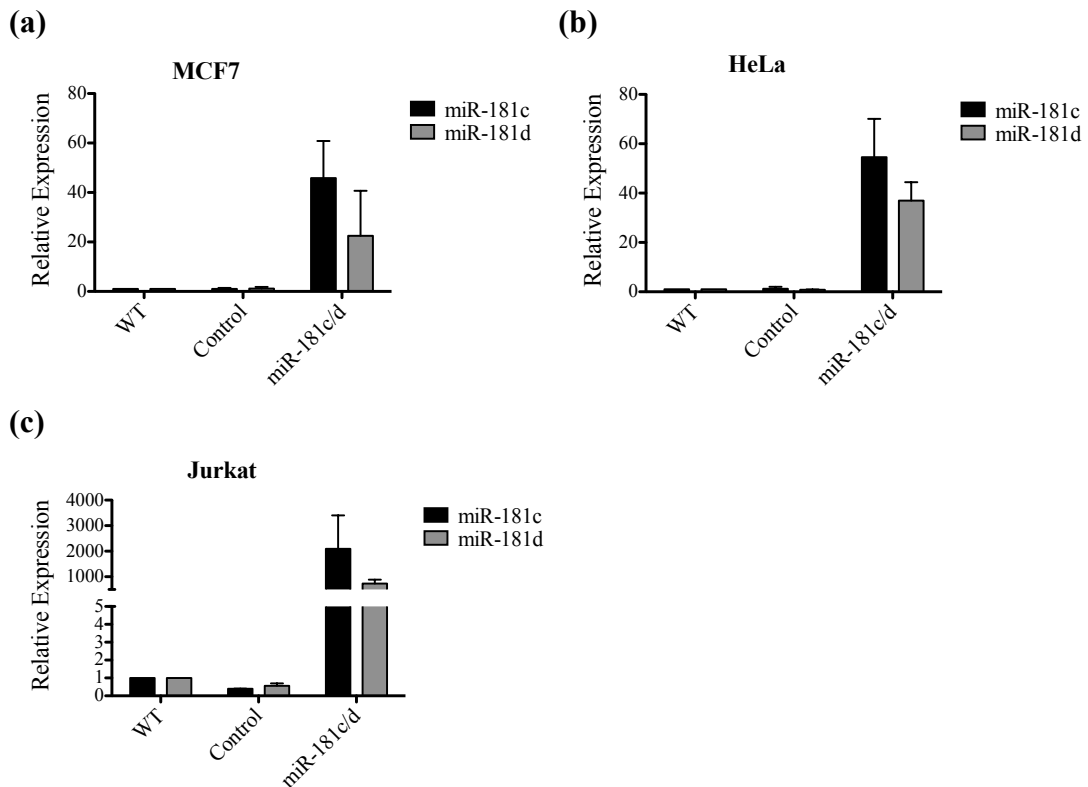 (a)
MCF7
Relative Expression
80
60
40
20
0
WT
Control
miR-181c/d
miR-181c
miR-181d
(b)
HeLa
Relative Expression
80
60
40
20
0
WT
Control
miR-181c/d
miR-181c
miR-181d
(c)
Jurkat
Relative Expression
4000
3000
2000
1000
5
4
3
2
1
0
WT
Control
miR-181c/d
miR-181c
miR-181d